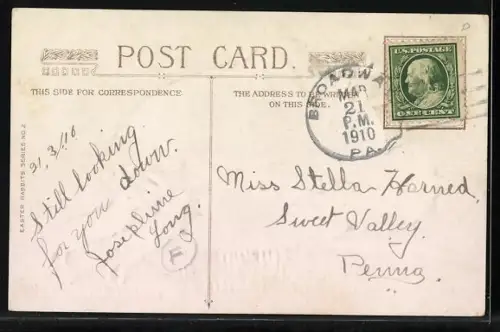 POST CARD.
THIS SIDE FOR CORRESPONDENCE
THE ADDRESS TO BE
ON THIS SIDE.
EASTER RABBITS SERIES NO. 2
21, 3/10
Still looking
for you down.
Josephine
Long.
BROADWA
MAR
21
P.M.
1910
PA.
U.S. POSTAGE
ONE CENT
Miss Stella Harned,
Sweet Valley,
Penna,